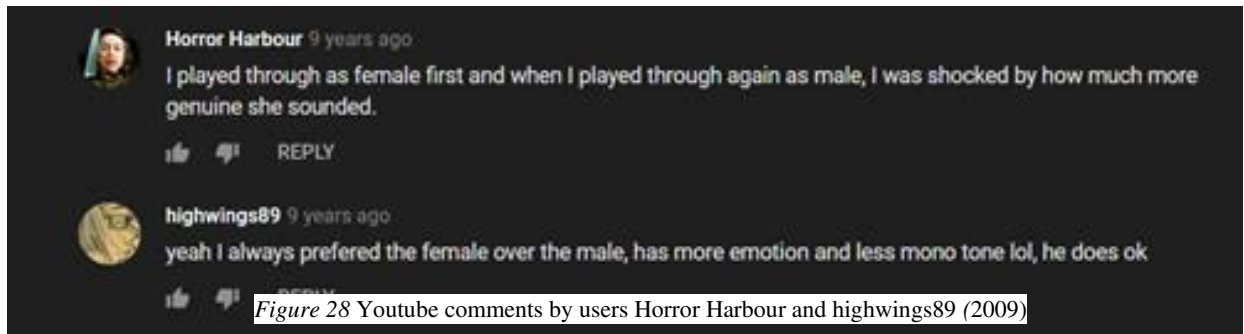 Horror Harbour 9 years ago
I played through as female first and when I played through again as male, I was shocked by how much more
genuine she sounded.
REPLY
highwings89 9 years ago
yeah I always prefered the female over the male, has more emotion and less mono tone lol, he does ok
REPLY
Figure 28 Youtube comments by users Horror Harbour and highwings89 (2009)